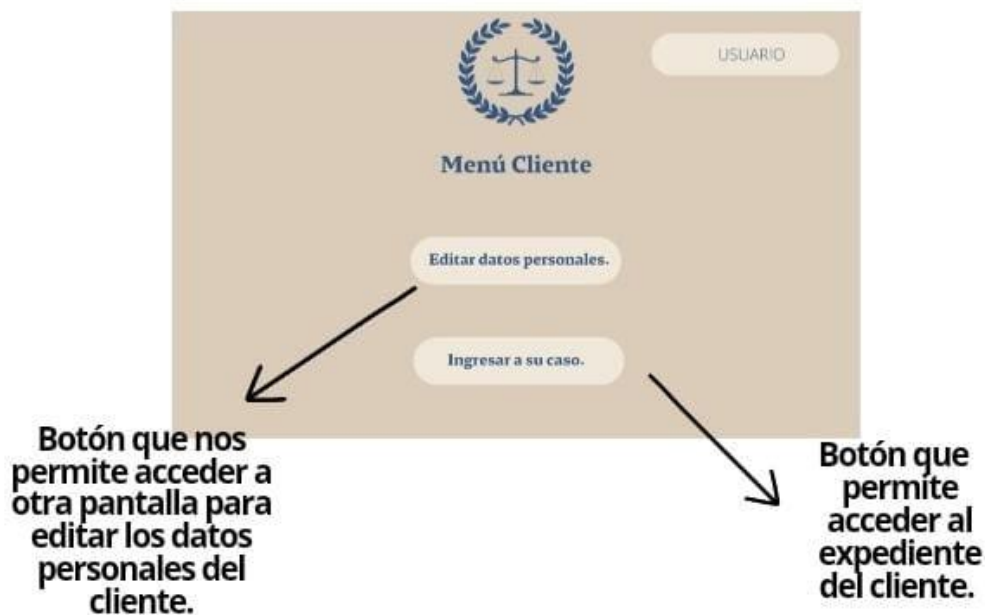 USUARIO
Menú Cliente
Editar datos personales.
Ingresar a su caso.
Botón que nos
permite acceder a
otra pantalla para
editar los datos
personales del
cliente.
Botón que
permite
acceder al
expediente
del cliente.